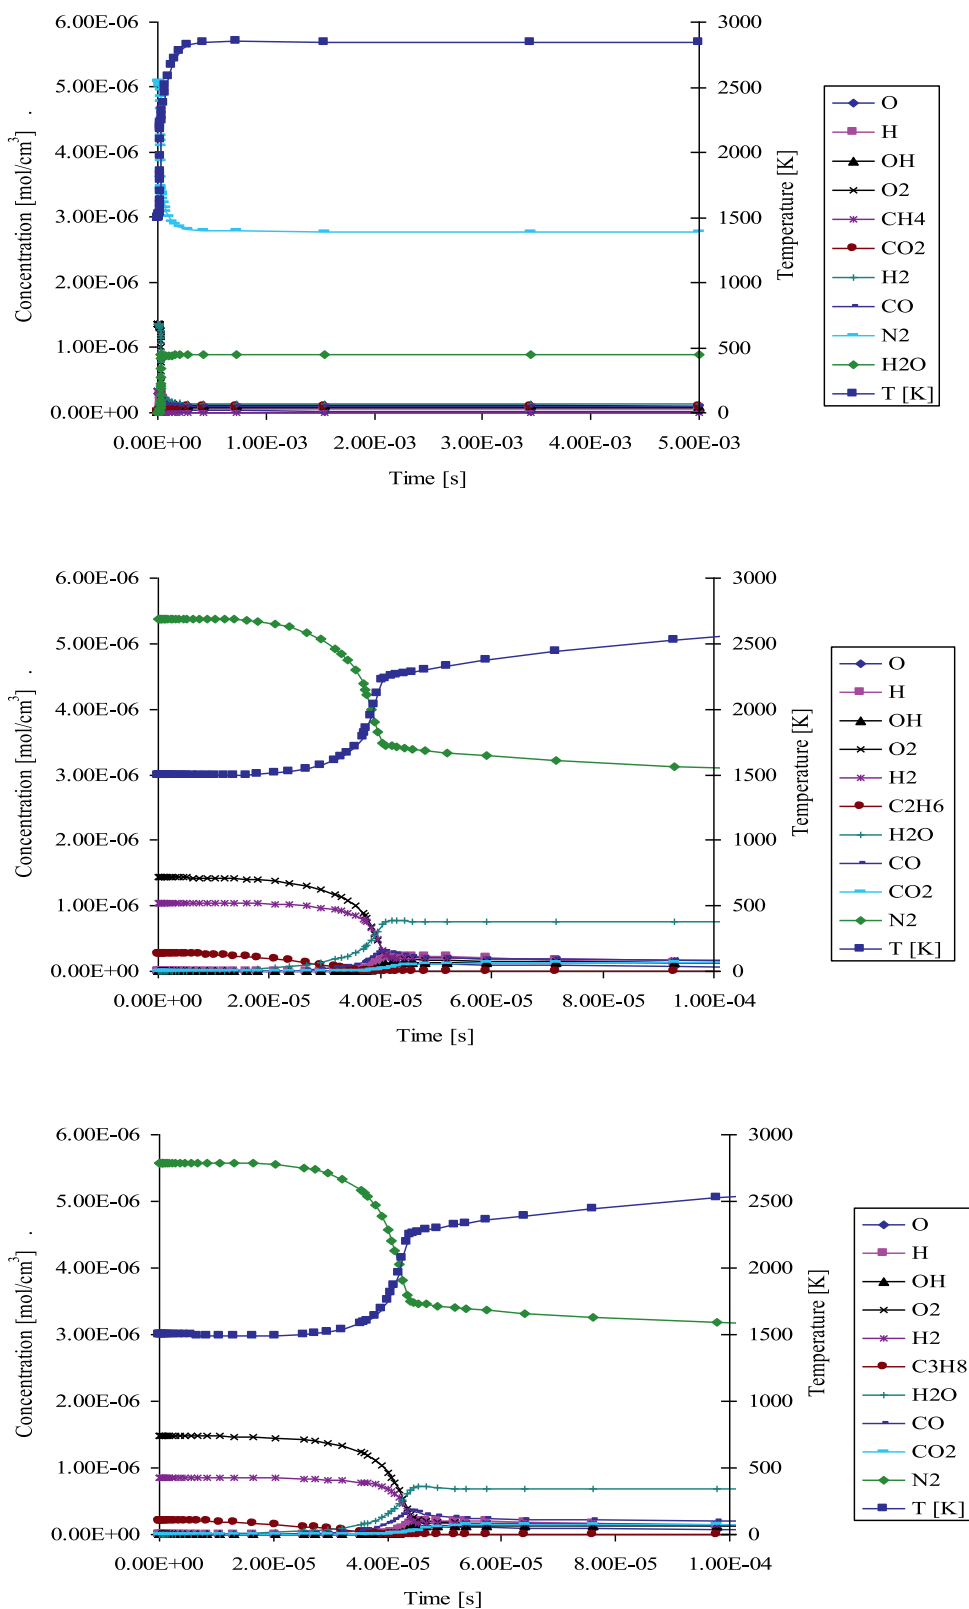 6.00E-06
5.00E-06
4.00E-06
3.00E-06
2.00E-06
1.00E-06
0.00E+00
Concentration [mol/cm³] .
3000
2500
2000
1500
1000
500
0
Temperature [K]
0.00E+00 1.00E-03 2.00E-03 3.00E-03 4.00E-03 5.00E-03
Time [s]
O
H
OH
O2
CH4
CO2
H2
CO
N2
H2O
T [K]
6.00E-06
5.00E-06
4.00E-06
3.00E-06
2.00E-06
1.00E-06
0.00E+00
Concentration [mol/cm³] .
3000
2500
2000
1500
1000
500
0
Temperature [K]
0.00E+00 2.00E-05 4.00E-05 6.00E-05 8.00E-05 1.00E-04
Time [s]
O
H
OH
O2
H2
C2H6
H2O
CO
CO2
N2
T [K]
6.00E-06
5.00E-06
4.00E-06
3.00E-06
2.00E-06
1.00E-06
0.00E+00
Concentration [mol/cm³] .
3000
2500
2000
1500
1000
500
0
Temperature [K]
0.00E+00 2.00E-05 4.00E-05 6.00E-05 8.00E-05 1.00E-04
Time [s]
O
H
OH
O2
H2
C3H8
H2O
CO
CO2
N2
T [K]